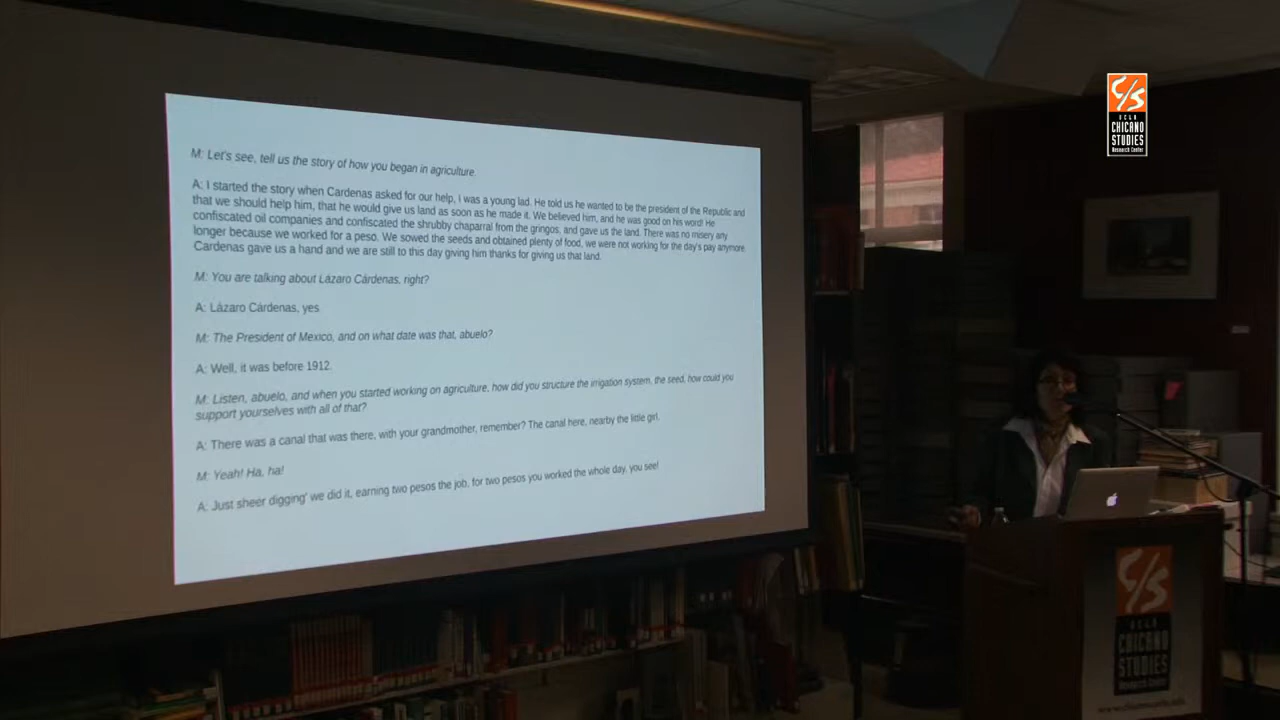 M: Let's see, tell us the story of how you began in agriculture.
A: I started the story when Cardenas asked for our help, I was a young lad. He told us he wanted to be the president of the Republic and
that we should help him, that he would give us land as soon as he made it. We believed him, and he was good on his word! He
confiscated oil companies and confiscated the shrubby chaparral from the gringos, and gave us the land. There was no misery any
longer because we worked for a peso. We sowed the seeds and obtained plenty of food, we were not working for the day's pay anymore
Cardenas gave us a hand and we are still to this day giving him thanks for giving us that land.
M: You are talking about Lázaro Cárdenas, right?
A: Lázaro Cárdenas, yes
M: The President of Mexico, and on what date was that, abuelo?
A: Well, it was before 1912.
M: Listen, abuelo, and when you started working on agriculture, how did you structure the irrigation system, the seed, how could you
support yourselves with all of that?
A: There was a canal that was there, with your grandmother, remember? The canal here, nearby the little girl.
M: Yeah! Ha, ha!
A: Just sheer digging' we did it, earning two pesos the job, for two pesos you worked the whole day, you see!
C/S
UCLA
CHICANO
STUDIES
Research Center
C/S
UCLA
CHICANO
STUDIES
Research Center